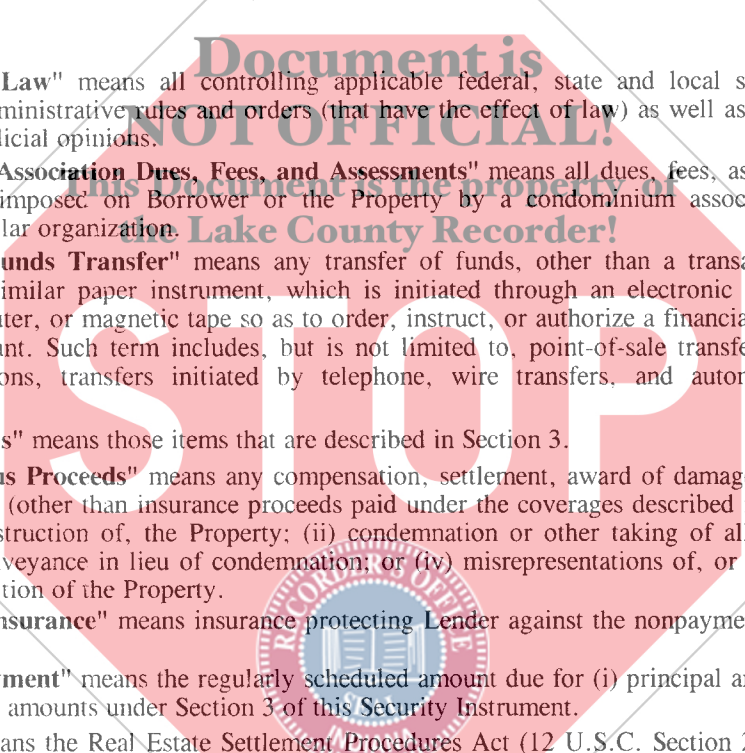 Document is
Law" means all controlling applicable federal, state and local s
ministrative rules and orders (that have the effect of law) as well as
NOT OFFICIAL!
dicial opinions.
Association Dues, Fees, and Assessments" means all dues, fees, as
This Document is the property of
imposed on Borrower or the Property by a condominium assoc
lar organization.
the Lake County Recorder!
unds Transfer" means any transfer of funds, other than a transa
similar paper instrument, which is initiated through an electronic
uter, or magnetic tape so as to order, instruct, or authorize a financia
unt. Such term includes, but is not limited to, point-of-sale transfe
ons, transfers initiated by telephone, wire transfers, and autom
STOP
s" means those items that are described in Section 3.
us Proceeds" means any compensation, settlement, award of damage
(other than insurance proceeds paid under the coverages described
struction of, the Property; (ii) condemnation or other taking of al
veyance in lieu of condemnation; or (iv) misrepresentations of, or
tion of the Property.
RECORDER'S OFFICE
nsurance" means insurance protecting Lender against the nonpayme
yment" means the regularly scheduled amount due for (i) principal a
SEAL
amounts under Section 3 of this Security Instrument.
INDIANA
ans the Real Estate Settlement Procedures Act (12 U.S.C. Section